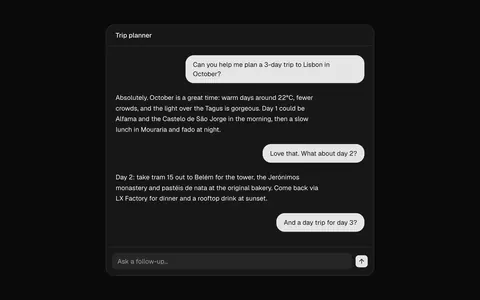 Trip planner
Can you help me plan a 3-day trip to Lisbon in
October?
Absolutely. October is a great time: warm days around 22°C, fewer
crowds, and the light over the Tagus is gorgeous. Day 1 could be
Alfama and the Castelo de São Jorge in the morning, then a slow
lunch in Mouraria and fado at night.
Love that. What about day 2?
Day 2: take tram 15 out to Belém for the tower, the Jerónimos
monastery and pastéis de nata at the original bakery. Come back via
LX Factory for dinner and a rooftop drink at sunset.
And a day trip for day 3?
Ask a follow-up…